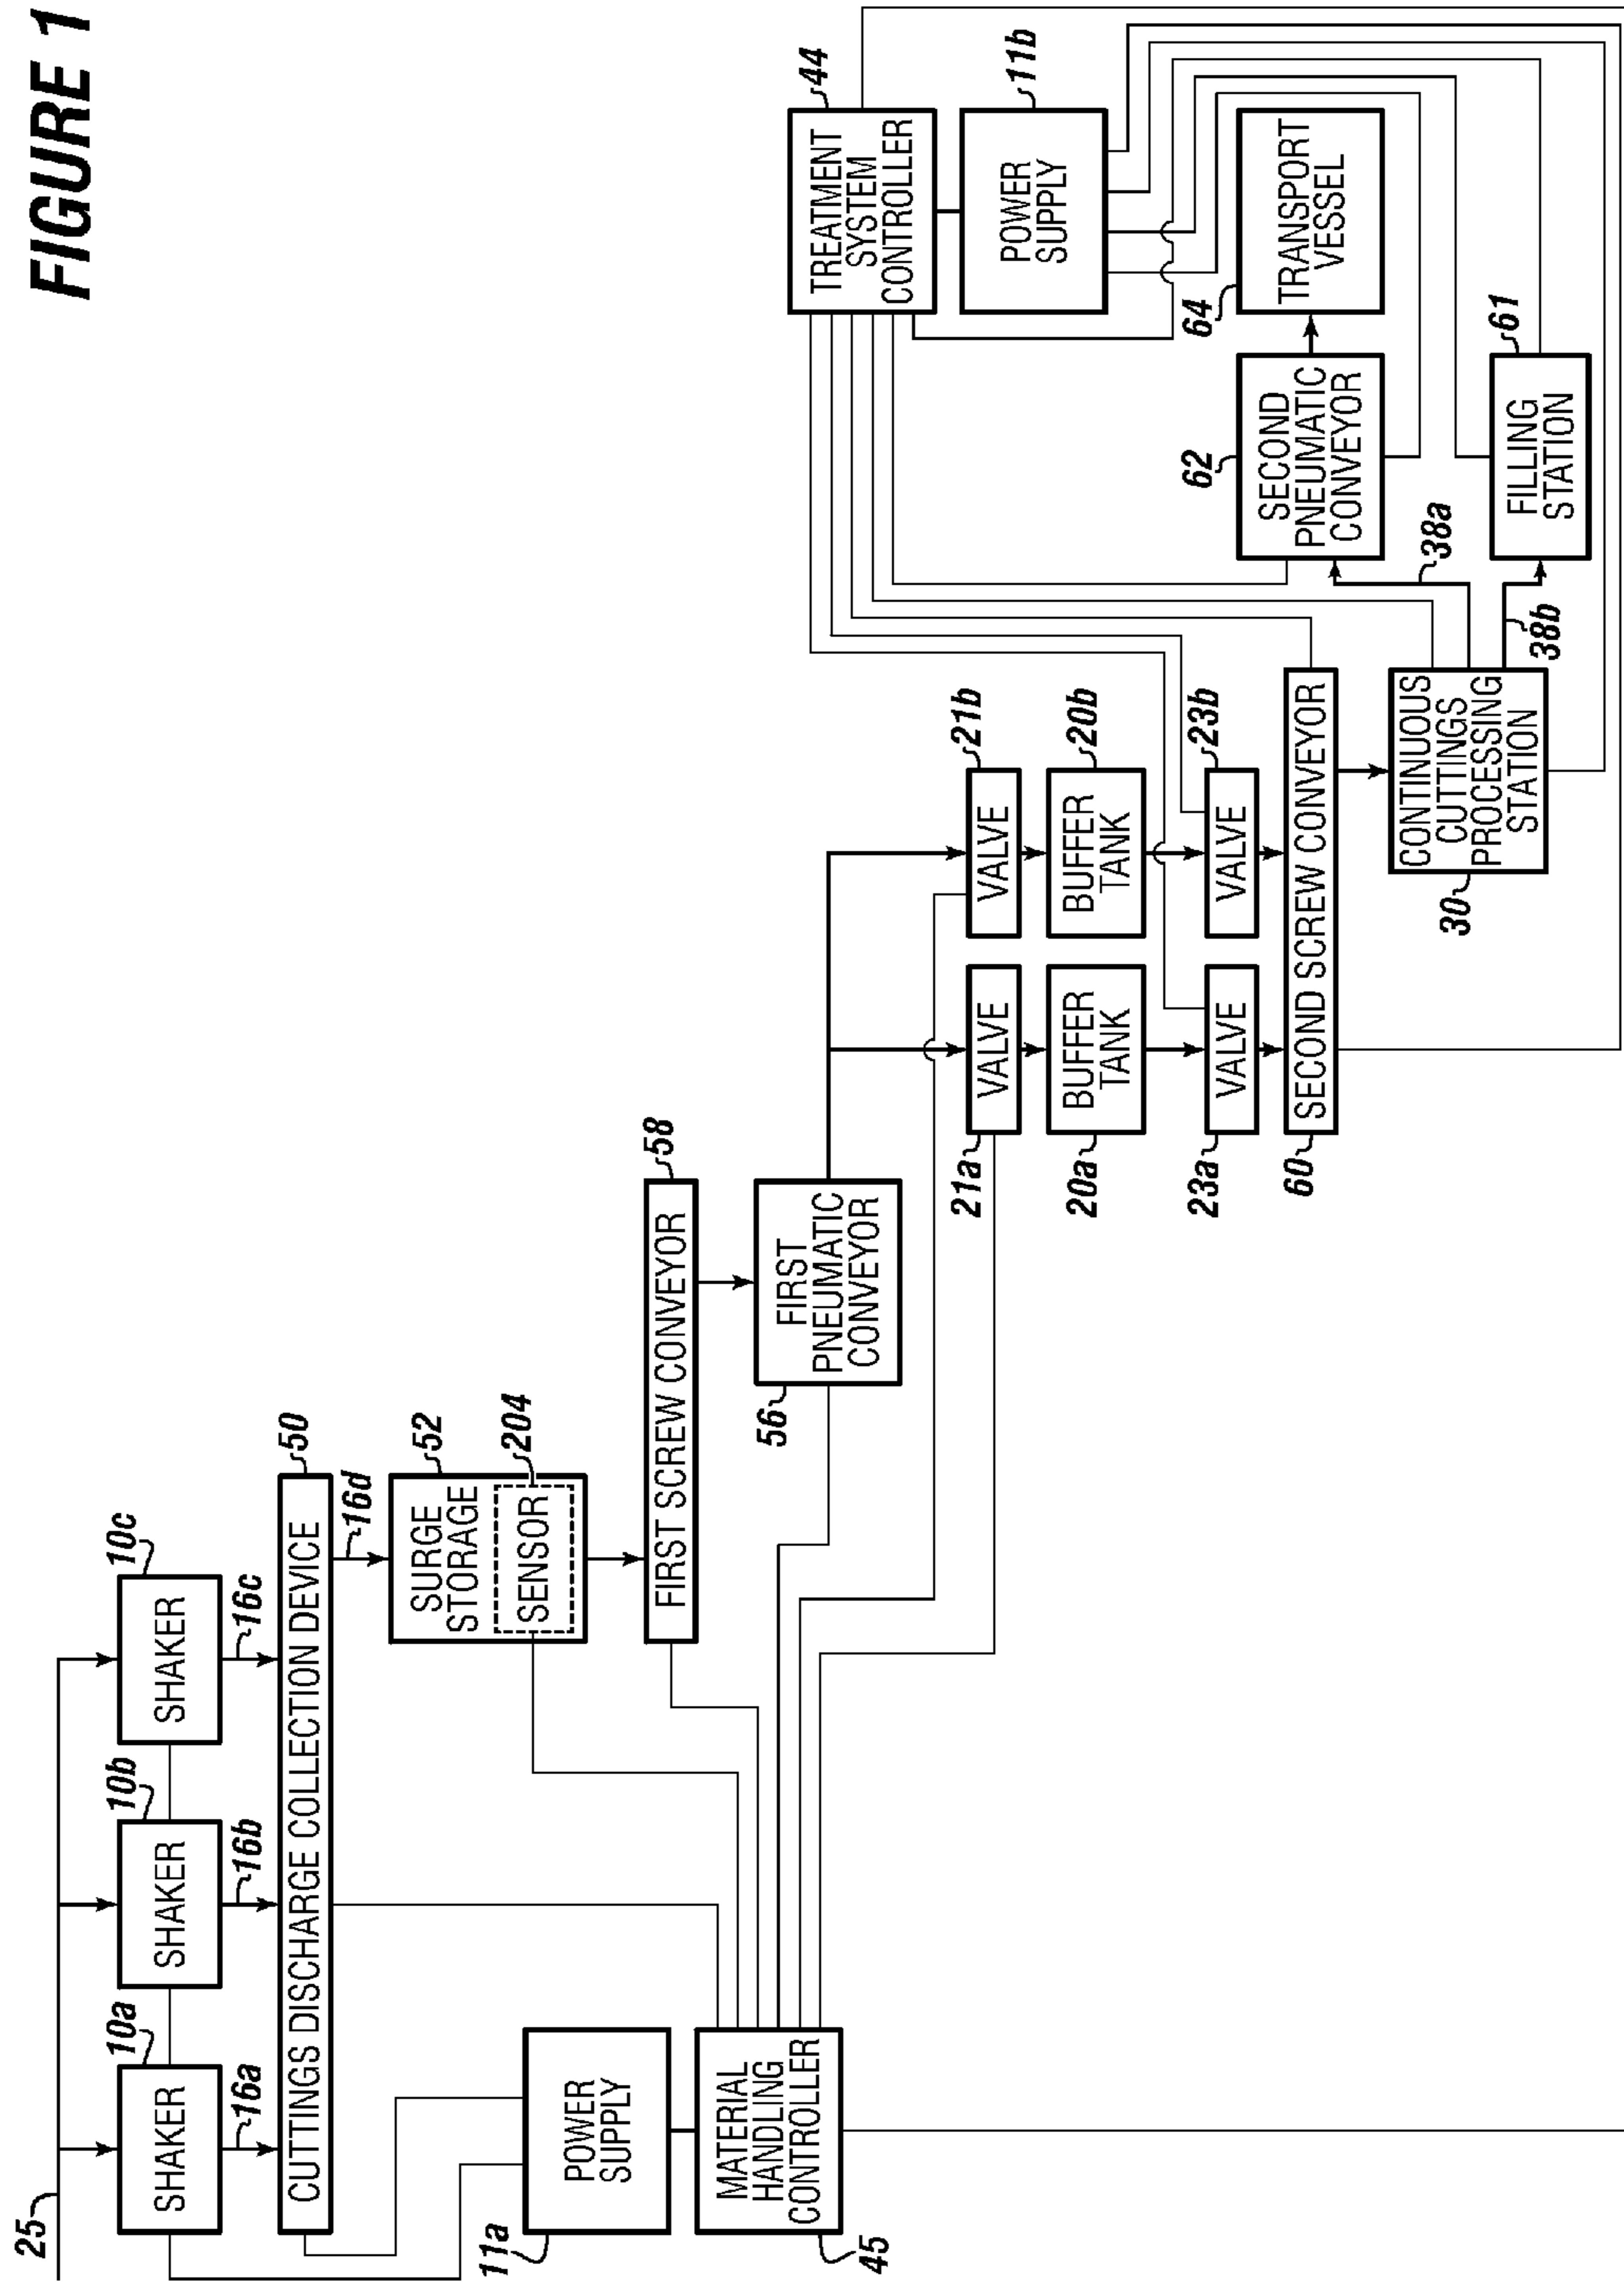 FIGURE 1
25
10a
10b
10c
SHAKER
SHAKER
SHAKER
16a
16b
16c
50
CUTTINGS DISCHARGE COLLECTION DEVICE
16d
52
SURGE
STORAGE
204
SENSOR
11a
POWER
SUPPLY
58
FIRST SCREW CONVEYOR
45
MATERIAL
HANDLING
CONTROLLER
56
FIRST
PNEUMATIC
CONVEYOR
44
TREATMENT
SYSTEM
CONTROLLER
11b
POWER
SUPPLY
21a
VALVE
21b
VALVE
20a
BUFFER
TANK
20b
BUFFER
TANK
23a
VALVE
23b
VALVE
60
SECOND SCREW CONVEYOR
62
SECOND
PNEUMATIC
CONVEYOR
64
TRANSPORT
VESSEL
30
CONTINUOUS
CUTTINGS
PROCESSING
STATION
38a
38b
61
FILLING
STATION